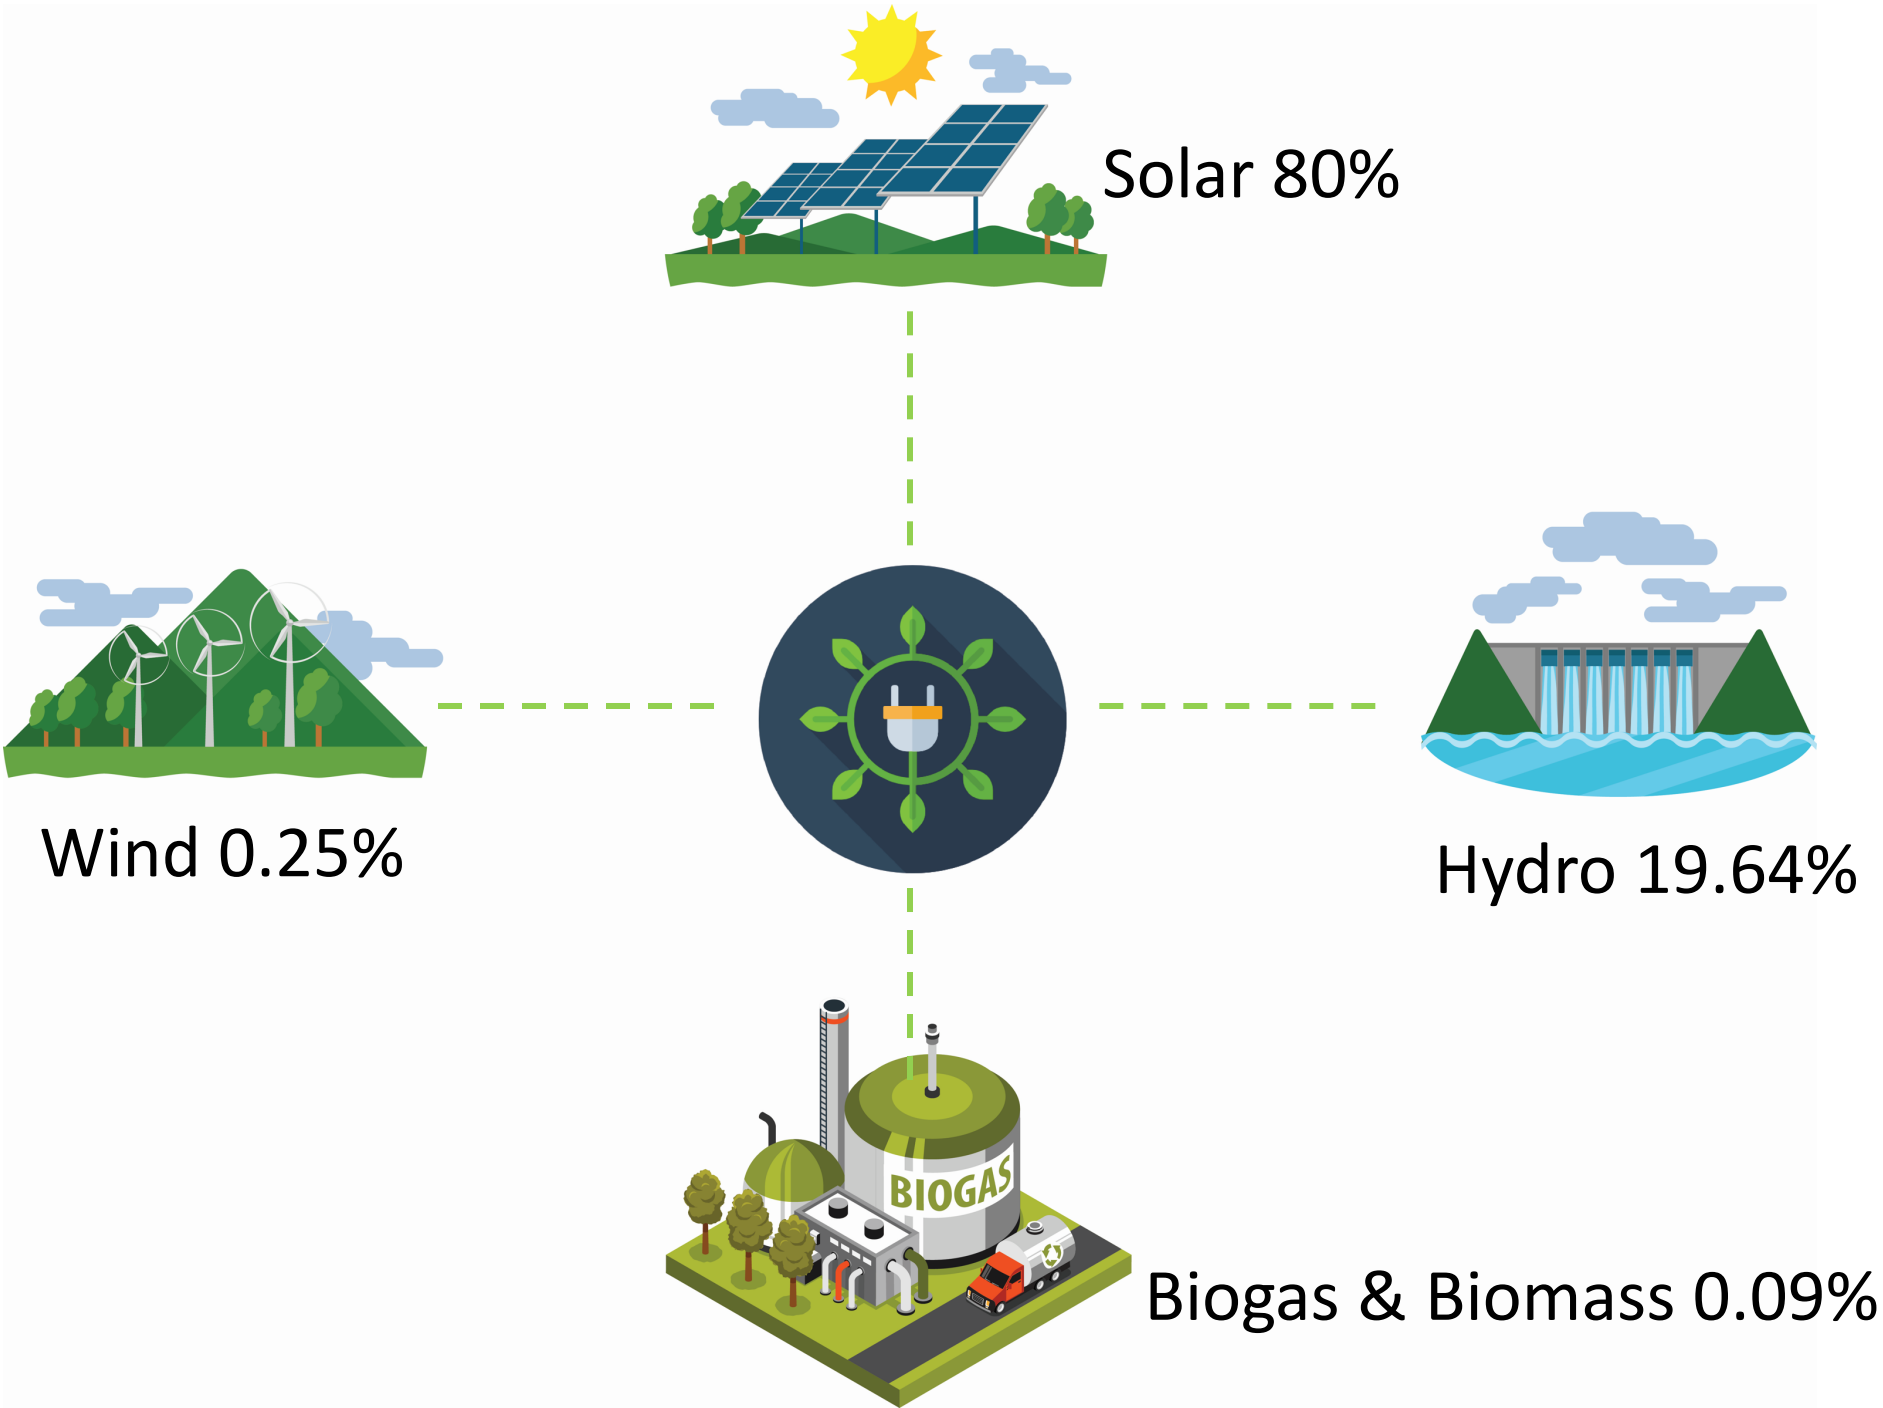 Solar 80%
Wind 0.25%
Hydro 19.64%
BIOGAS
Biogas & Biomass 0.09%